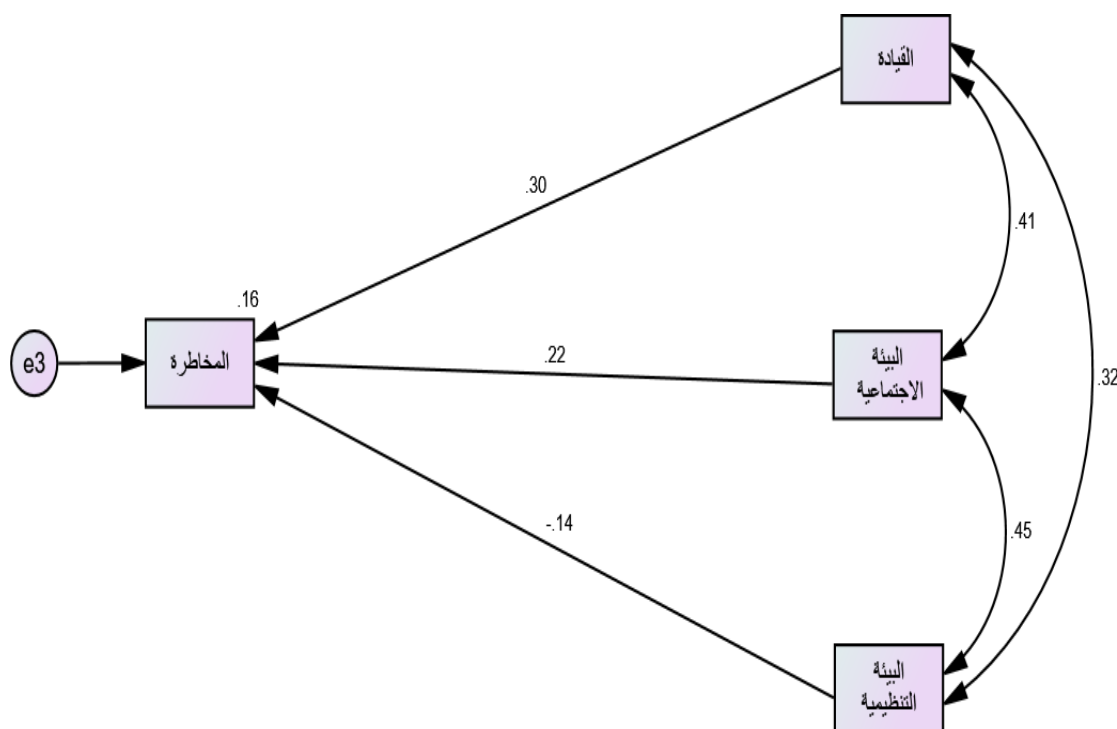 القيادة
.30
.41
.16
e3
المخاطرة
.22
البيئة
الاجتماعية
.32
-.14
.45
البيئة
التنظيمية